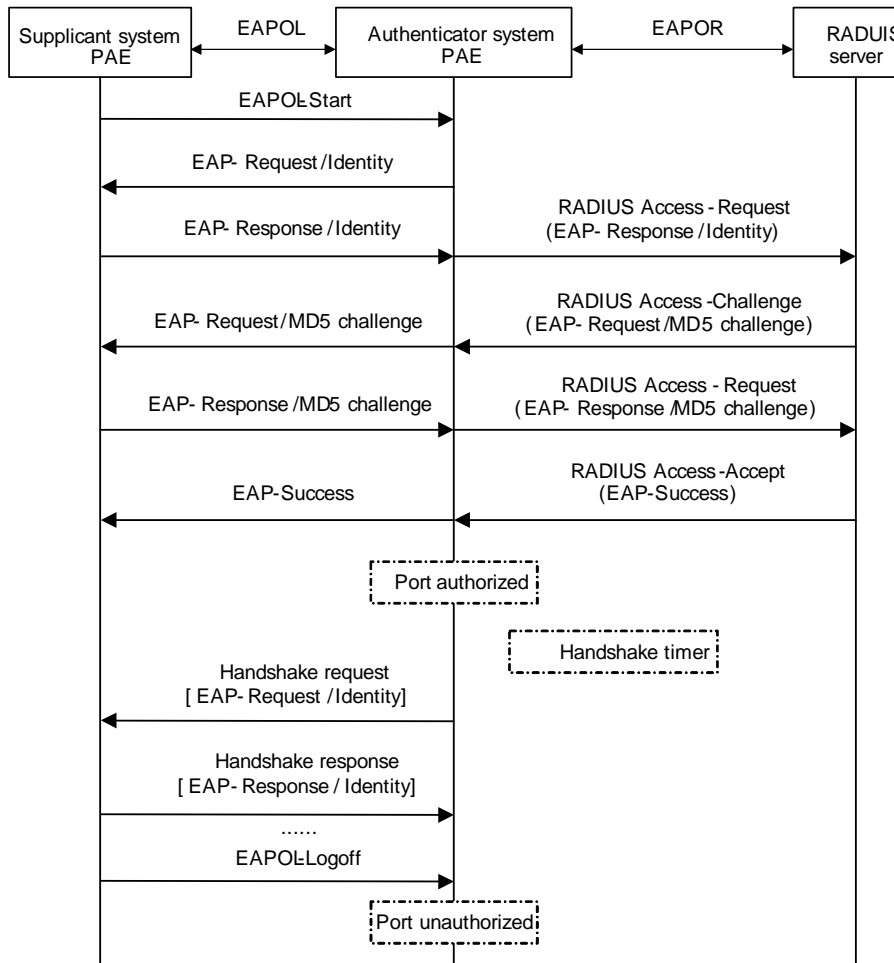 Supplicant system
PAE
EAPOL
Authenticator system
PAE
EAPOR
RADUIS
server
EAPOL-Start
EAP- Request/Identity
EAP- Response/Identity
RADIUS Access-Request
(EAP- Response/Identity)
EAP- Request/MD5 challenge
RADIUS Access-Challenge
(EAP- Request/MD5 challenge)
EAP- Response/MD5 challenge
RADIUS Access-Request
(EAP- Response/MD5 challenge)
EAP-Success
RADIUS Access-Accept
(EAP-Success)
Port authorized
Handshake timer
Handshake request
[ EAP- Request/Identity]
Handshake response
[ EAP- Response/ Identity]
......
EAPOL-Logoff
Port unauthorized